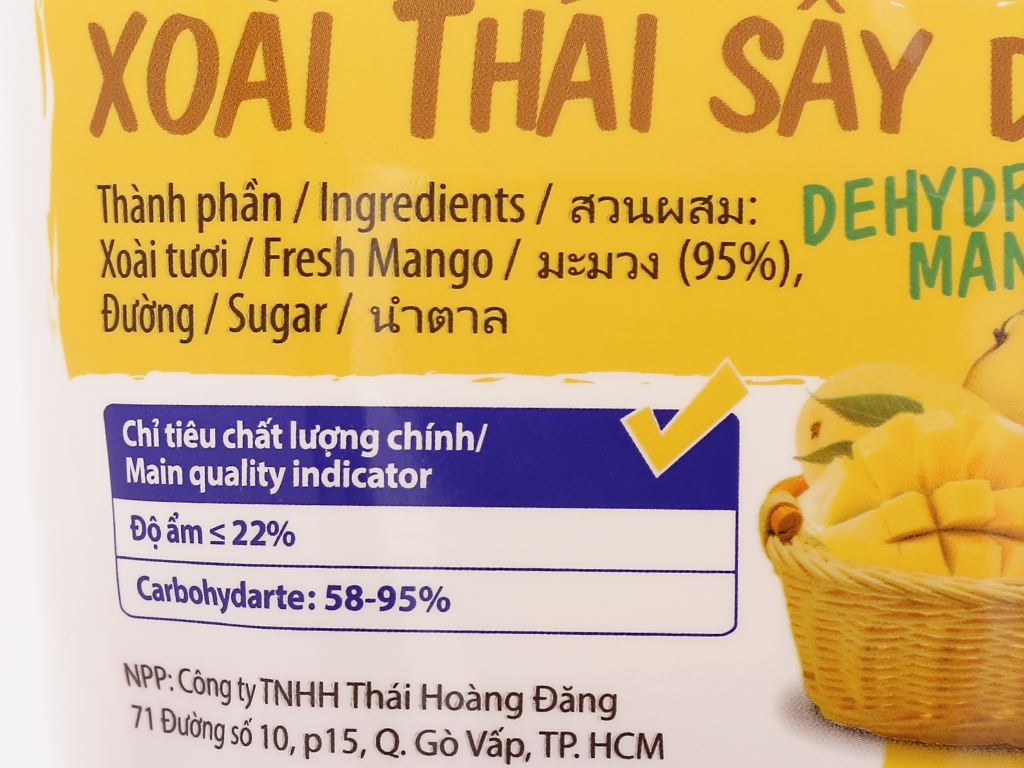 XOÀI THÁI SẤY
Thành phần / Ingredients / สวนผสม:
Xoài tươi / Fresh Mango / มะมวง (95%),
Đường / Sugar / นำตาล
DEHYDR
MAN
Chỉ tiêu chất lượng chính/
Main quality indicator
Độ ẩm ≤ 22%
Carbohydarte: 58-95%
NPP: Công ty TNHH Thái Hoàng Đăng
71 Đường số 10, p15, Q. Gò Vấp, TP. HCM